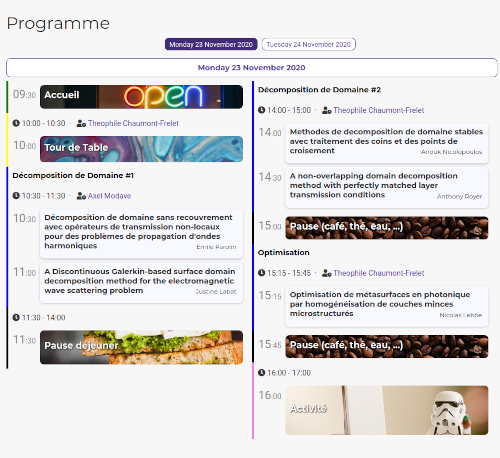 Programme
Monday 23 November 2020
Tuesday 24 November 2020
Monday 23 November 2020
09:30
Accueil
open
10:00 - 10:30 · Theophile Chaumont-Frelet
10:00
Tour de Table
Décomposition de Domaine #1
10:30 - 11:30 · Axel Modave
10:30
Décomposition de domaine sans recouvrement
avec opérateurs de transmission non-locaux
pour des problèmes de propagation d'ondes
harmoniques
Émile Parolin
11:00
A Discontinuous Galerkin-based surface domain
decomposition method for the electromagnetic
wave scattering problem
Justine Labat
11:30 - 14:00
11:30
Pause déjeuner
Décomposition de Domaine #2
14:00 - 15:00 · Theophile Chaumont-Frelet
14:00
Methodes de decomposition de domaine stables
avec traitement des coins et des points de
croisement
Anouk Nicolopoulos
14:30
A non-overlapping domain decomposition
method with perfectly matched layer
transmission conditions
Anthony Royer
15:00
Pause (café, thé, eau, ...)
Optimisation
15:15 - 15:45 · Theophile Chaumont-Frelet
15:15
Optimisation de métasurfaces en photonique
par homogénéisation de couches minces
microstructurés
Nicolas Lebbe
15:45
Pause (café, thé, eau, ...)
16:00 - 17:00
16:00
Activité